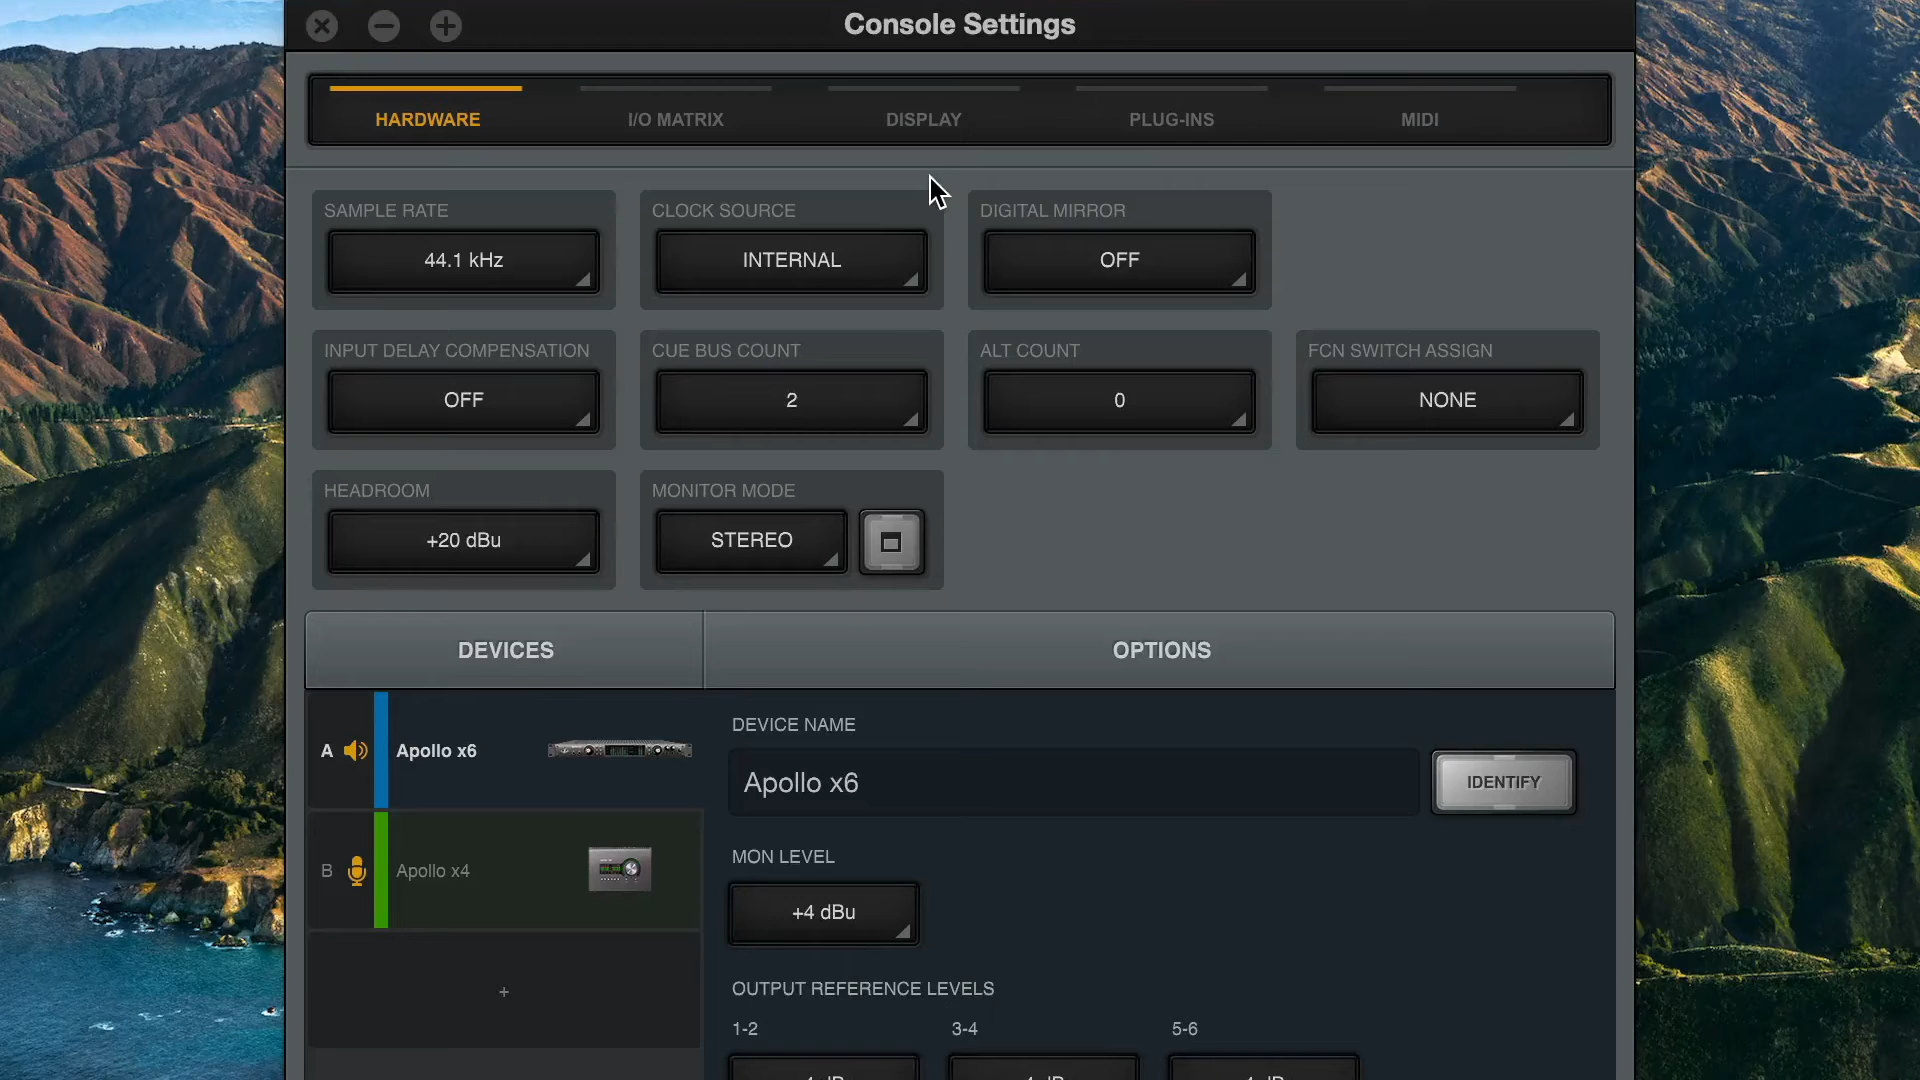 Console Settings
HARDWARE I/O MATRIX DISPLAY PLUG-INS MIDI
SAMPLE RATE CLOCK SOURCE DIGITAL MIRROR
44.1 kHz INTERNAL OFF
INPUT DELAY COMPENSATION CUE BUS COUNT ALT COUNT FCN SWITCH ASSIGN
OFF 2 0 NONE
HEADROOM MONITOR MODE
+20 dBu STEREO
DEVICES OPTIONS
DEVICE NAME
A Apollo x6
Apollo x6 IDENTIFY
MON LEVEL
B Apollo x4
+4 dBu
OUTPUT REFERENCE LEVELS
+
1-2 3-4 5-6